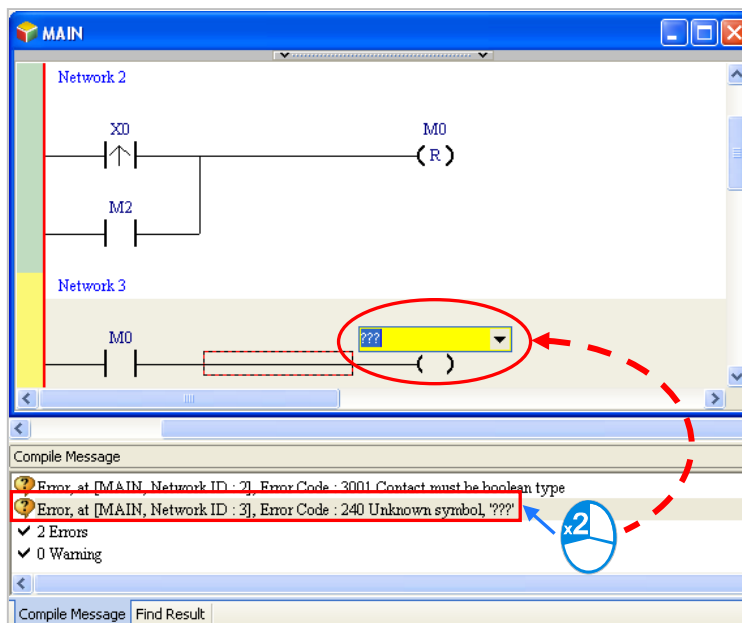 MAIN
Network 2
X0
M0
R
M2
Network 3
M0
???
Compile Message
Error, at [MAIN, Network ID : 2], Error Code : 3001 Contact must be boolean type
Error, at [MAIN, Network ID : 3], Error Code : 240 Unknown symbol, '???'
2 Errors
0 Warning
x2
Compile Message
Find Result